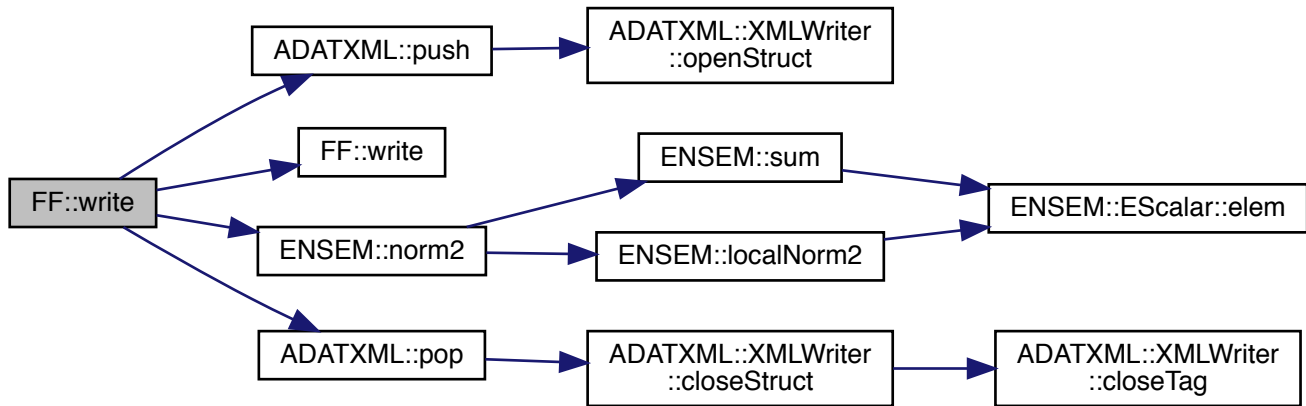 ADATXML::push
ADATXML::XMLWriter
::openStruct
FF::write
ENSEM::sum
FF::write
ENSEM::EScalar::elem
ENSEM::norm2
ENSEM::localNorm2
ADATXML::pop
ADATXML::XMLWriter
::closeStruct
ADATXML::XMLWriter
::closeTag